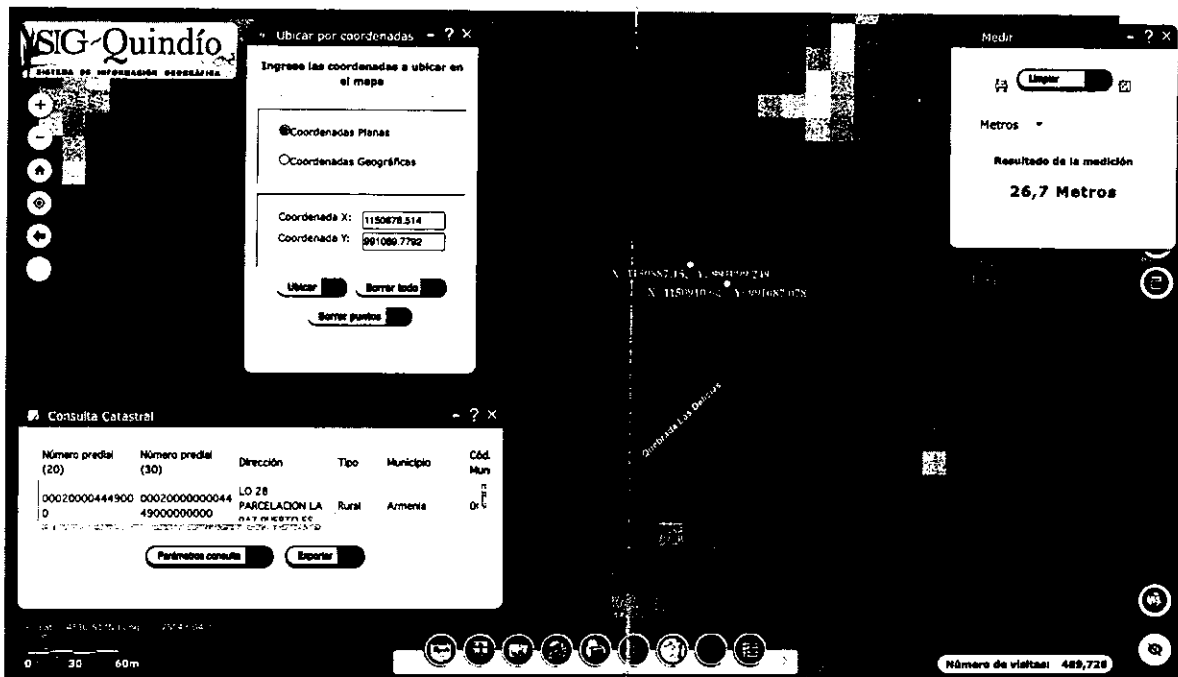 SIG-Quindío
SISTEMA DE INFORMACIÓN GEOGRÁFICA
Ubicar por coordenadas - ? ×
Ingrese las coordenadas a ubicar en
el mapa
Coordenadas Planas
Coordenadas Geográficas
Coordenada X: 1150878.514
Coordenada Y: 991089.7792
Ubicar Borrar todo
Borrar puntos
Medir - ? ×
Limpiar
Metros
Resultado de la medición
26,7 Metros
Quebrada Las Delicias
Consulta Catastral - ? ×
Número predial (20) Número predial (30) Dirección Tipo Municipio Cód. Mun
00020000444900 00020000000044 LO 28 PARCELACION LA Rural Armenia
0 49000000000
Parámetros consulta Exportar
0 30 60m
Número de visitas: 489,728